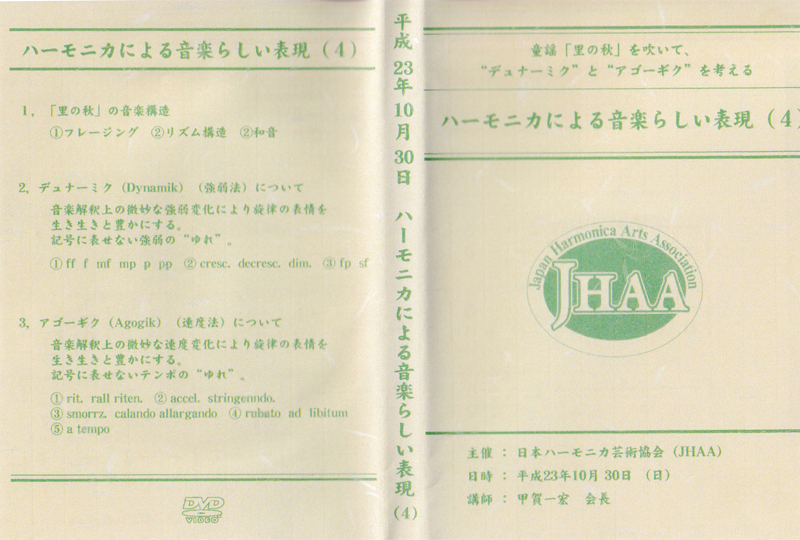 ハーモニカによる音楽らしい表現（4）
1，「里の秋」の音楽構造
①フレージング　②リズム構造　②和音
2，デュナーミク（Dynamik）（強弱法）について
音楽解釈上の微妙な強弱変化により旋律の表情を
生き生きと豊かにする。
記号に表せない強弱の“ゆれ”。
① ff f mf mp p pp ② cresc. decresc. dim. ③ fp sf
3，アゴーギク（Agogik）（速度法）について
音楽解釈上の微妙な速度変化により旋律の表情を
生き生きと豊かにする。
記号に表せないテンポの“ゆれ”。
① rit. rall riten. ② accel. stringenndo.
③ smorrz. calando allargando ④ rubato ad libitum
⑤ a tempo
DVD
VIDEO
平成23年10月30日　ハーモニカによる音楽らしい表現（4）
童謡「里の秋」を吹いて、
“デュナーミク”と“アゴーギク”を考える
ハーモニカによる音楽らしい表現（4）
Japan Harmonica Arts Association
JHAA
主催：日本ハーモニカ芸術協会（JHAA）
日時：平成23年10月30日（日）
講師：甲賀一宏　会長